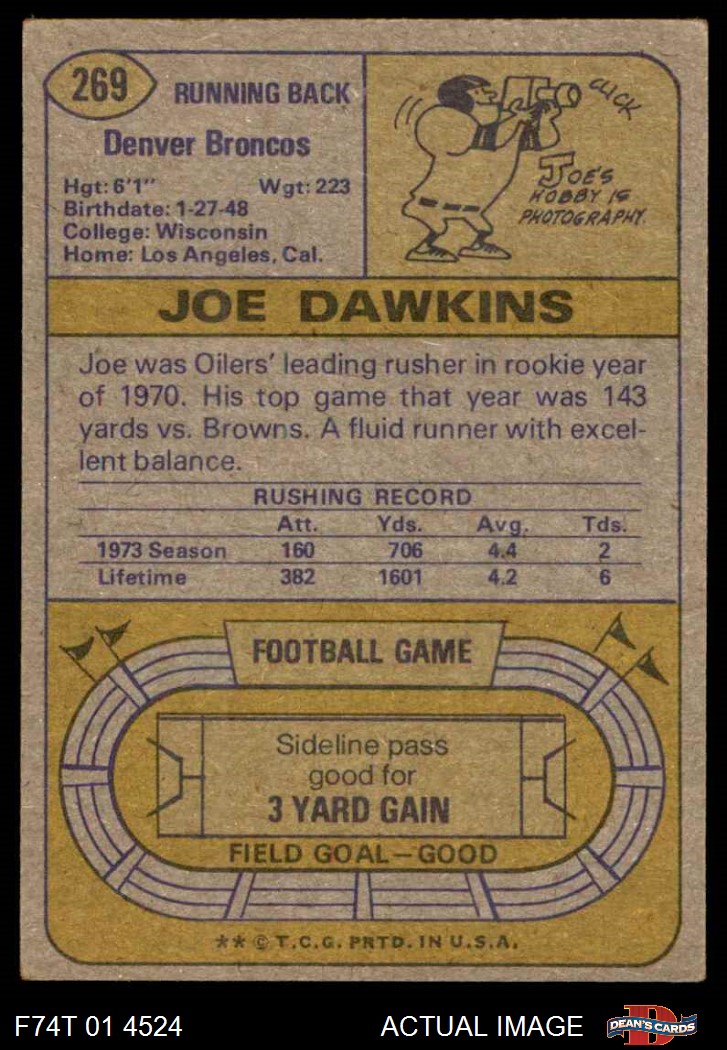 269
RUNNING BACK
Denver Broncos
Hgt: 6'1"   Wgt: 223
Birthdate: 1-27-48
College: Wisconsin
Home: Los Angeles, Cal.
CLICK
JOE'S
HOBBY IS
PHOTOGRAPHY.
JOE DAWKINS
Joe was Oilers' leading rusher in rookie year
of 1970. His top game that year was 143
yards vs. Browns. A fluid runner with excel-
lent balance.
RUSHING RECORD
Att. Yds. Avg. Tds.
1973 Season 160 706 4.4 2
Lifetime 382 1601 4.2 6
FOOTBALL GAME
Sideline pass
good for
3 YARD GAIN
FIELD GOAL—GOOD
** © T.C.G. PRTD. IN U.S.A.
F74T 01 4524 ACTUAL IMAGE
D
DEAN'S CARDS